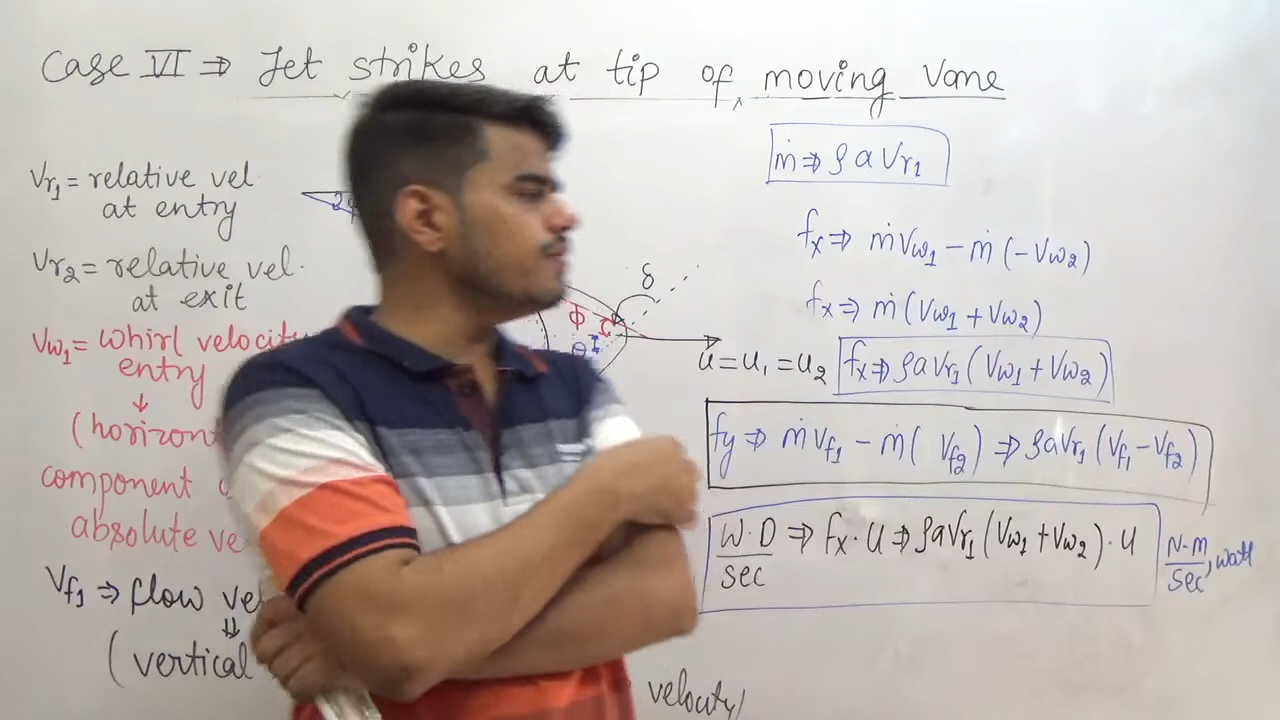 Case VI ⇒ Jet strikes at tip of moving Vane
Vr1 = relative vel.
at entry
Vr2 = relative vel.
at exit
Vw1 = whirl velocity
entry
↓
(horizon
component
absolute ve
Vf1 ⇒ flow ve
⇓
(vertical
δ
φ
θ
u = u1 = u2
ṁ ⇒ ρaVr1
fx ⇒ ṁVw1 − ṁ(−Vw2)
fx ⇒ ṁ(Vw1 + Vw2)
fx ⇒ ρaVr1(Vw1 + Vw2)
fy ⇒ ṁVf1 − ṁ( Vf2) ⇒ ρaVr1(Vf1 − Vf2)
W.D/sec ⇒ Fx·u ⇒ ρaVr1(Vw1 + Vw2)·u N-m/sec, watt
velocity